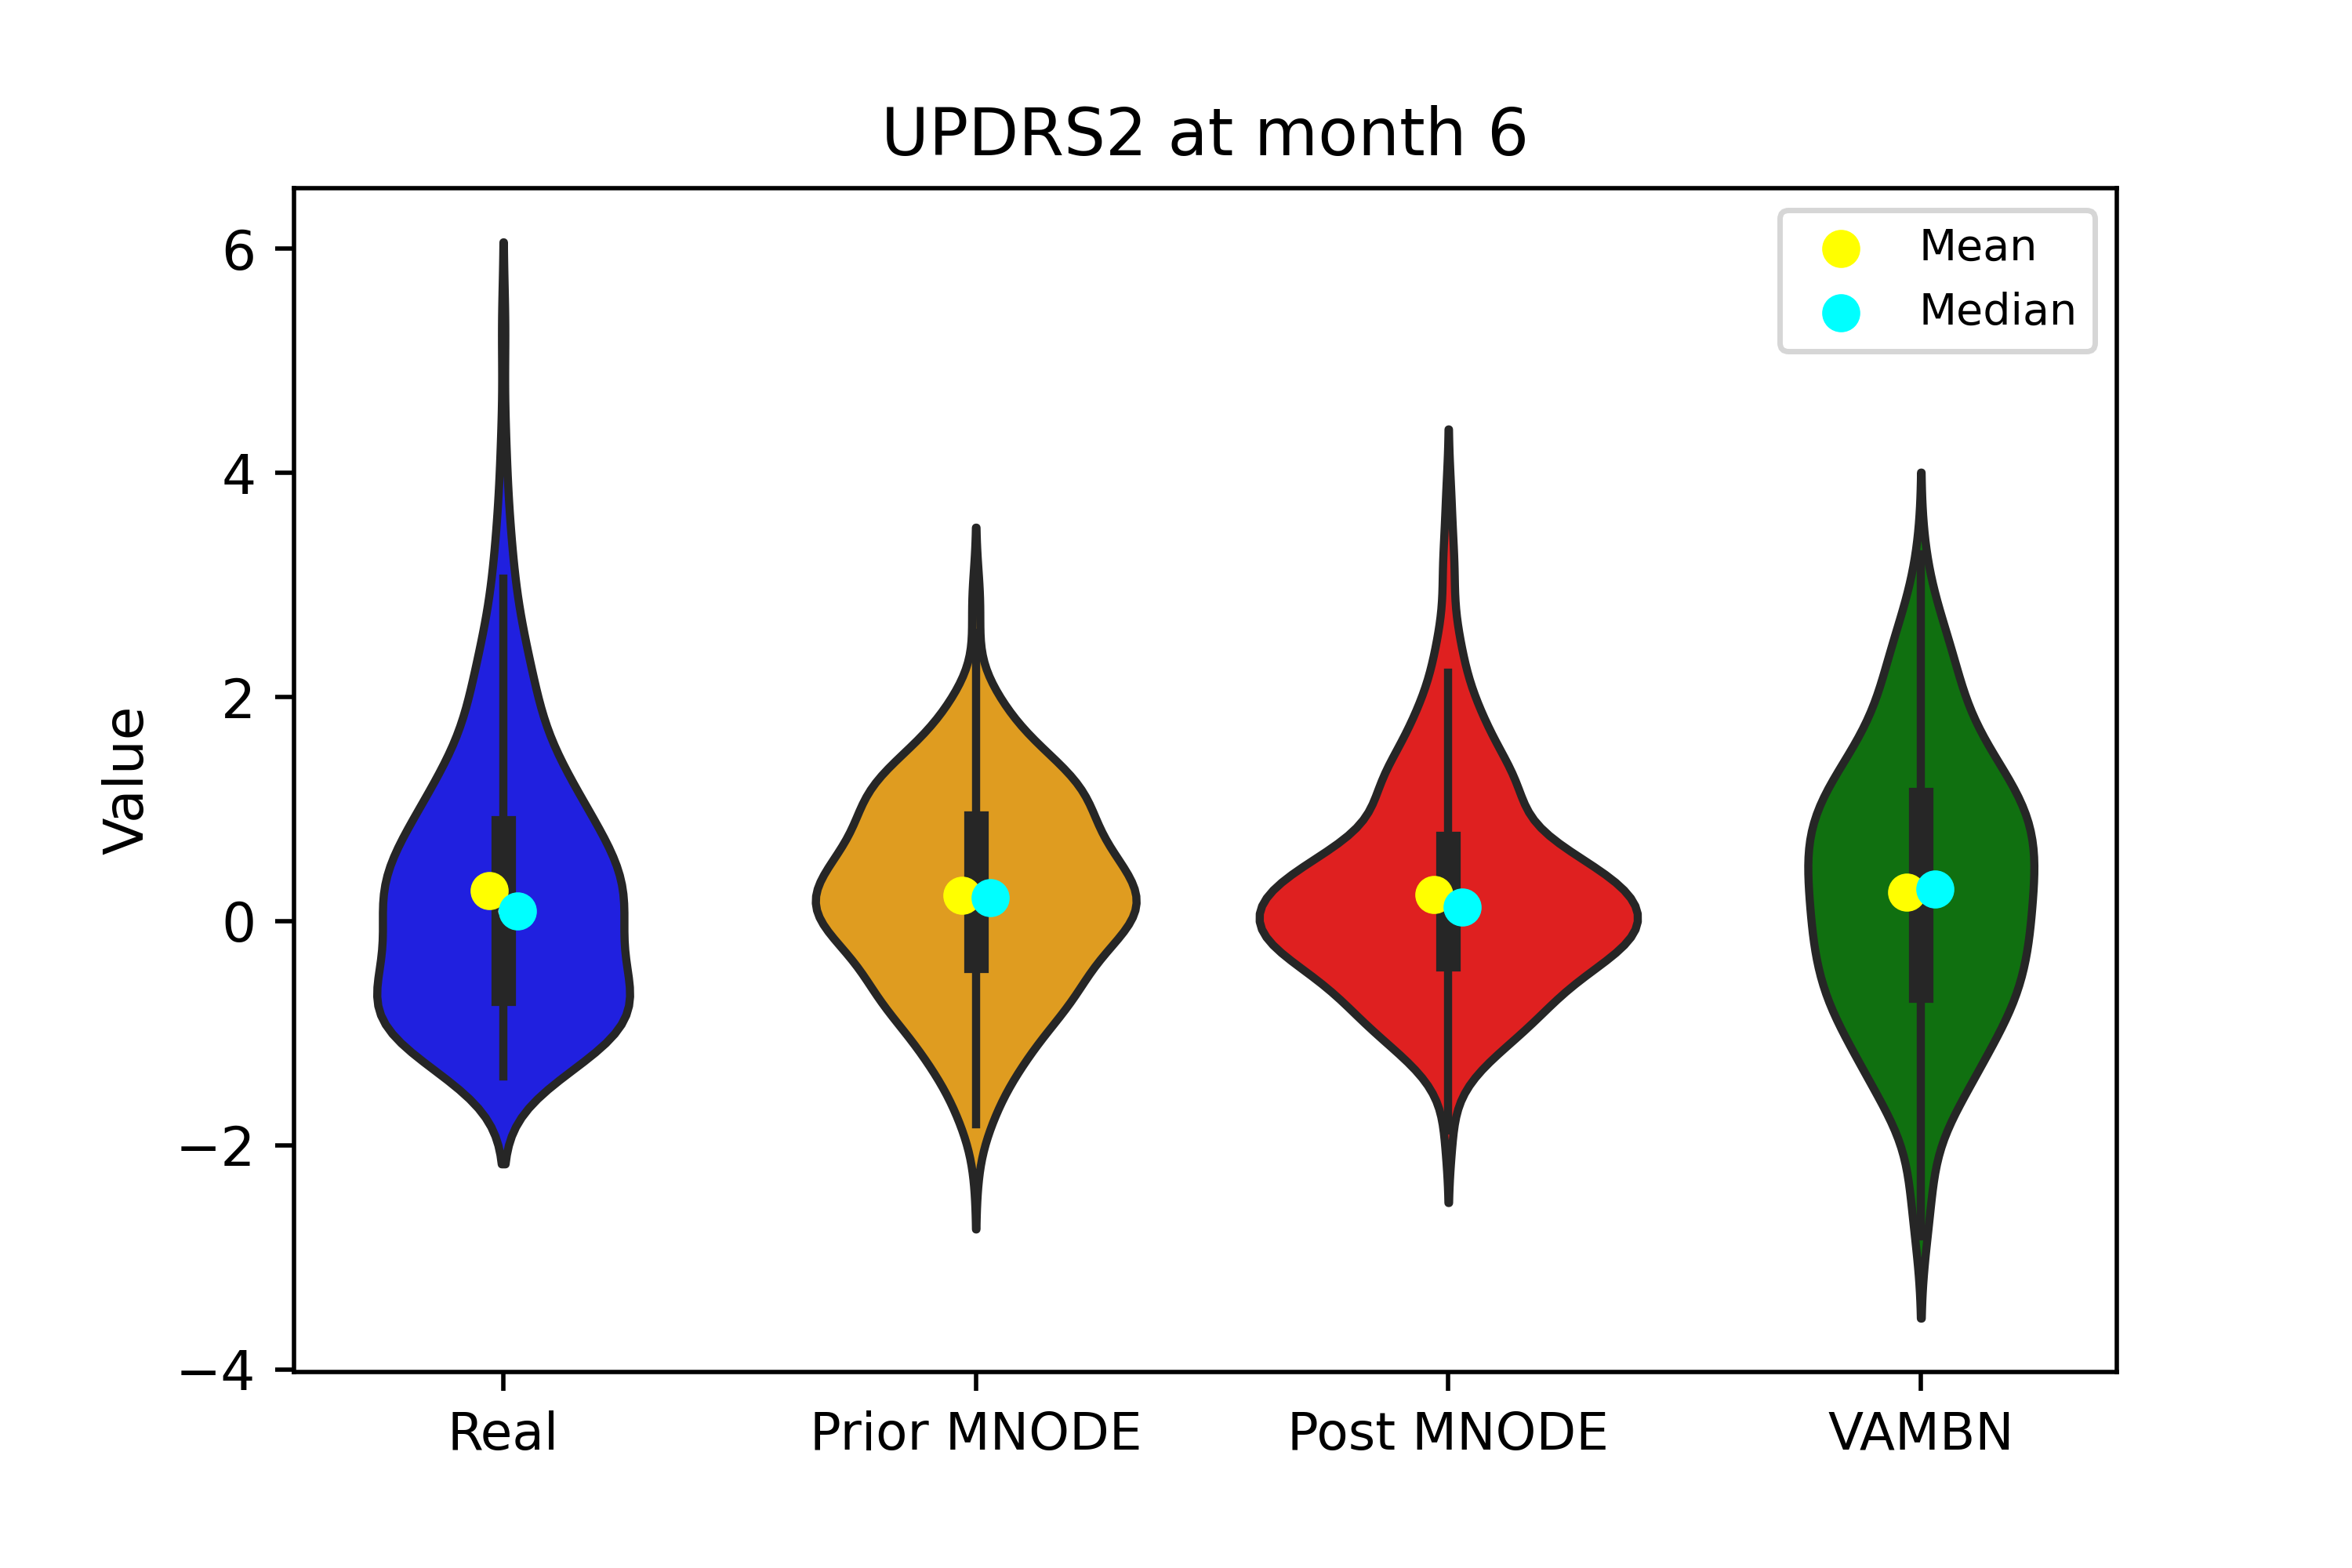 UPDRS2 at month 6
Mean
Median
Value
6
4
2
0
−2
−4
Real Prior MNODE Post MNODE VAMBN